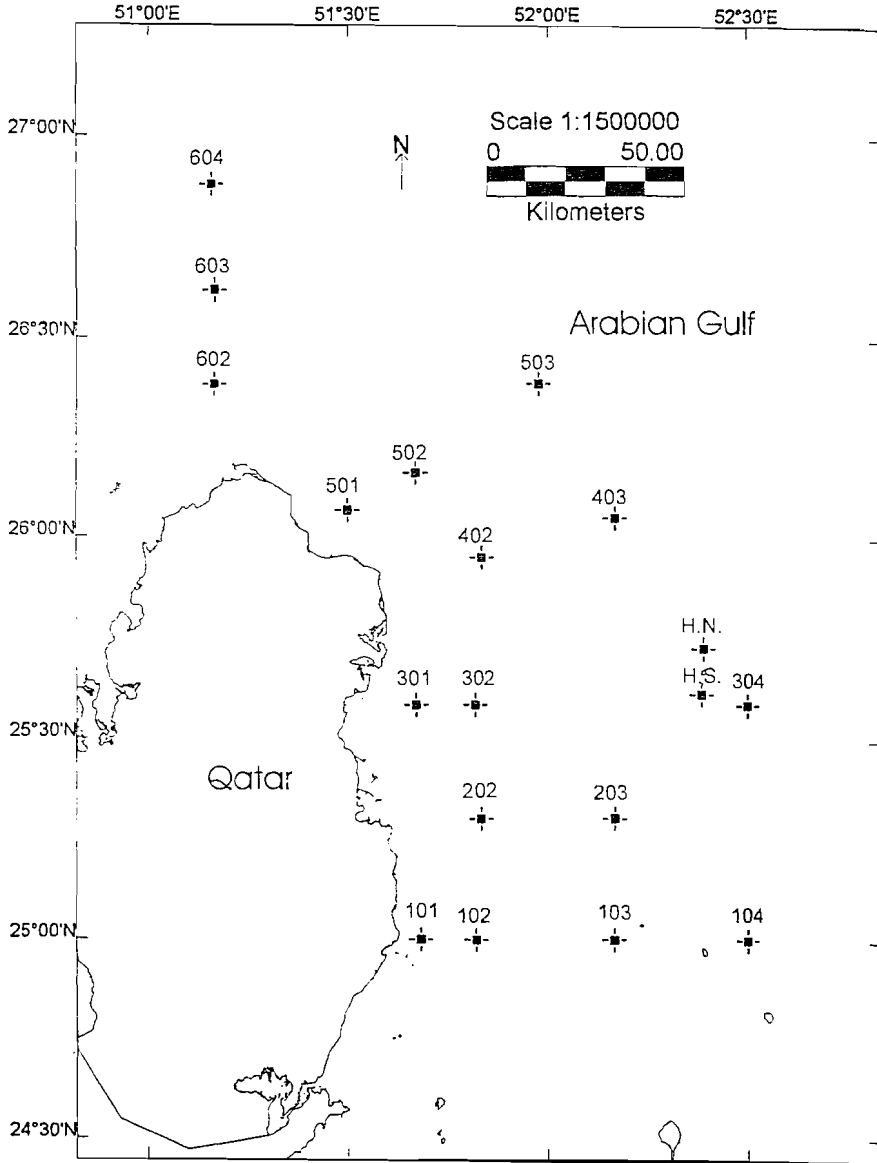 51°00'E 51°30'E 52°00'E 52°30'E
27°00'N
Scale 1:1500000
N
0 50.00
604
Kilometers
603
26°30'N
Arabian Gulf
602
503
502
501
403
26°00'N
402
H.N.
301 302
H.S.
304
25°30'N
Qatar
202 203
101 102 103 104
25°00'N
24°30'N